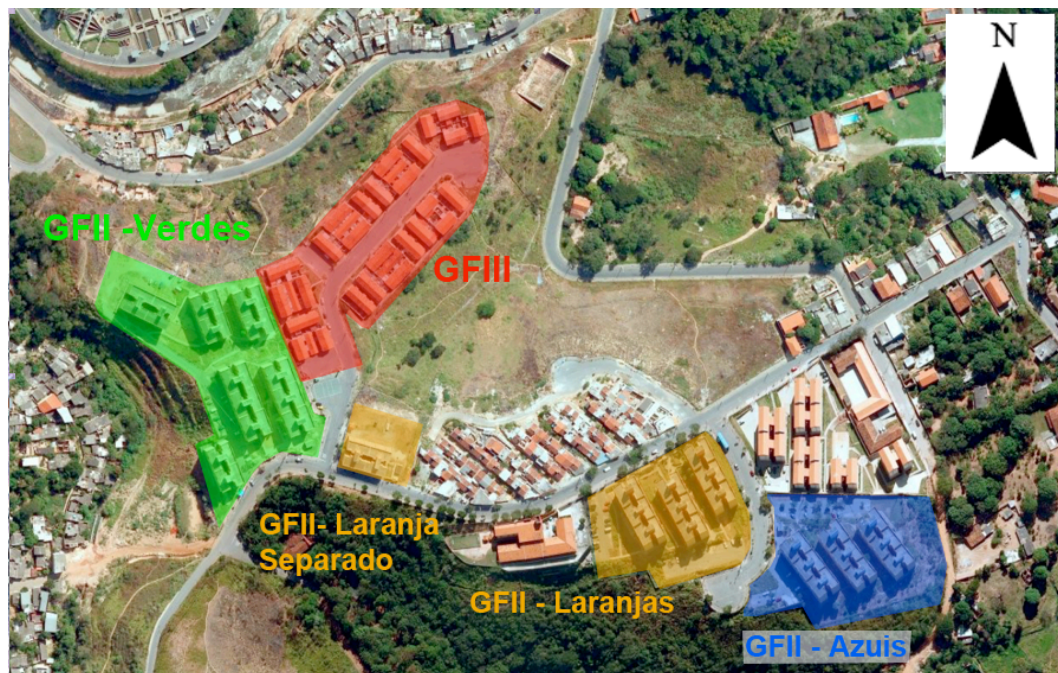 N
GFII -Verdes
GFIII
GFII- Laranja
Separado
GFII - Laranjas
GFII - Azuis